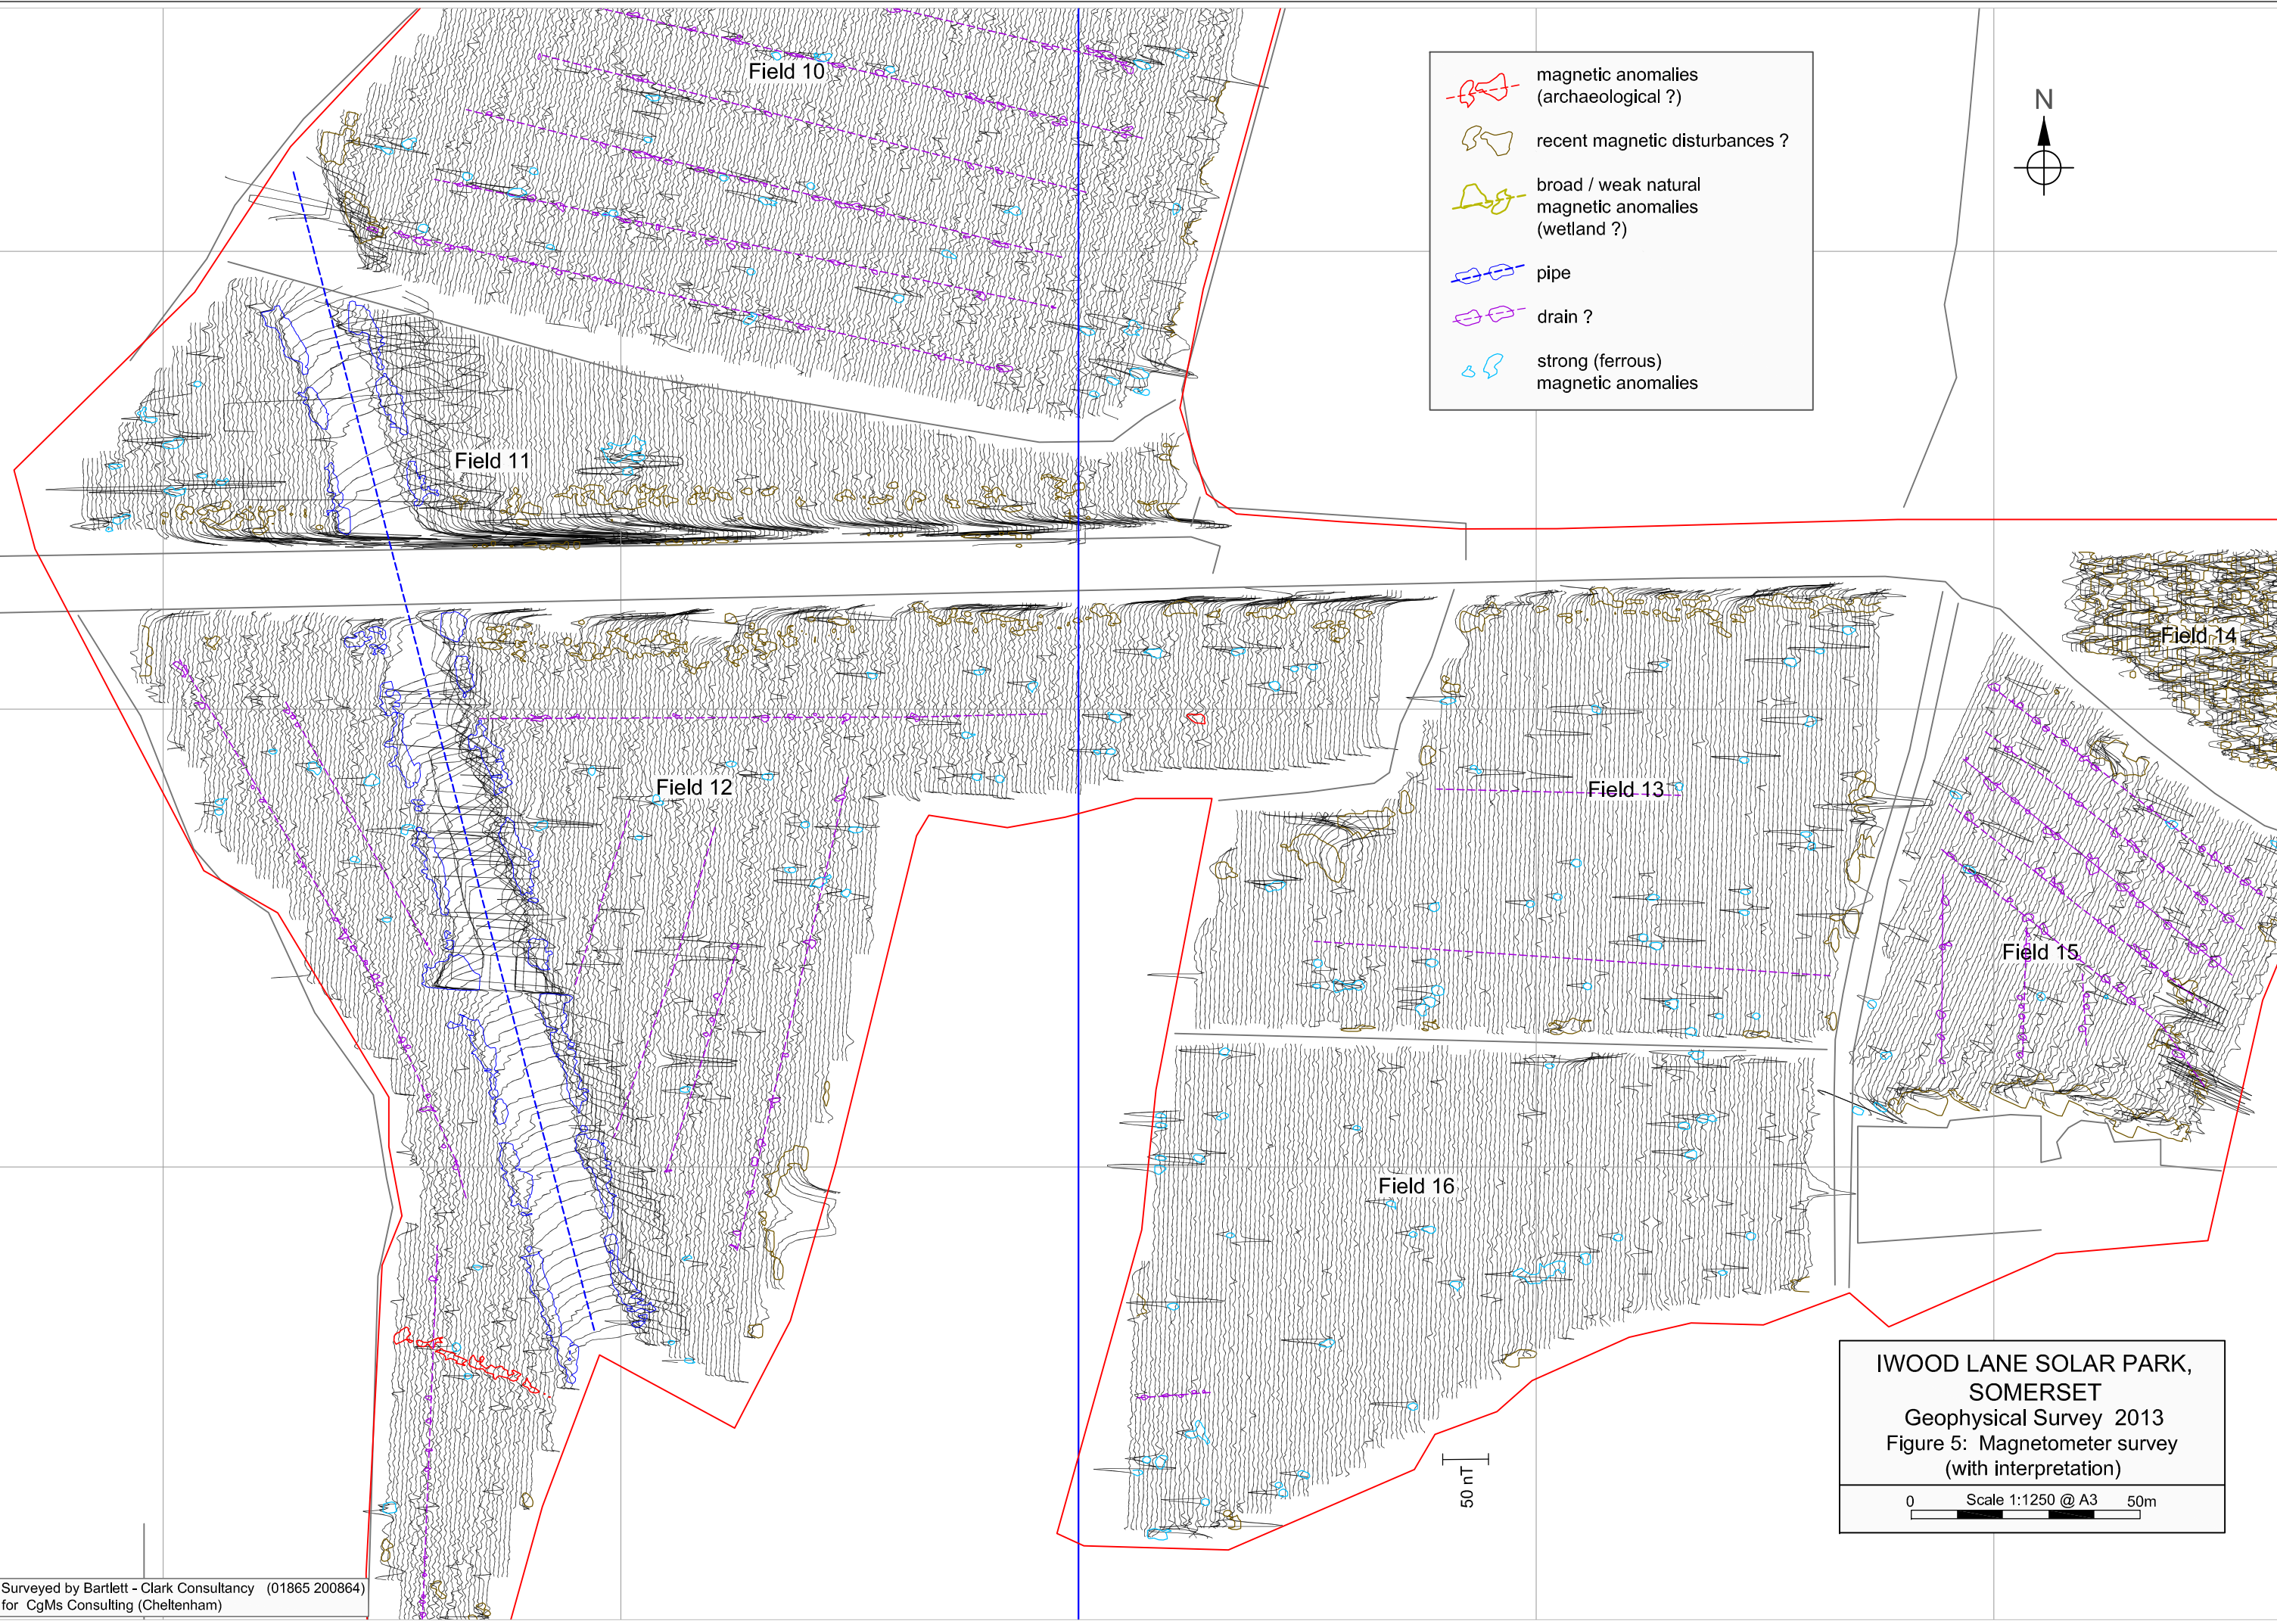 Field 10
magnetic anomalies
(archaeological ?)
recent magnetic disturbances ?
broad / weak natural
magnetic anomalies
(wetland ?)
pipe
drain ?
strong (ferrous)
magnetic anomalies
N
Field 11
Field 14
Field 12
Field 13
Field 15
Field 16
50 nT
IWOOD LANE SOLAR PARK,
SOMERSET
Geophysical Survey 2013
Figure 5: Magnetometer survey
(with interpretation)
0 Scale 1:1250 @ A3 50m
Surveyed by Bartlett - Clark Consultancy (01865 200864)
for CgMs Consulting (Cheltenham)